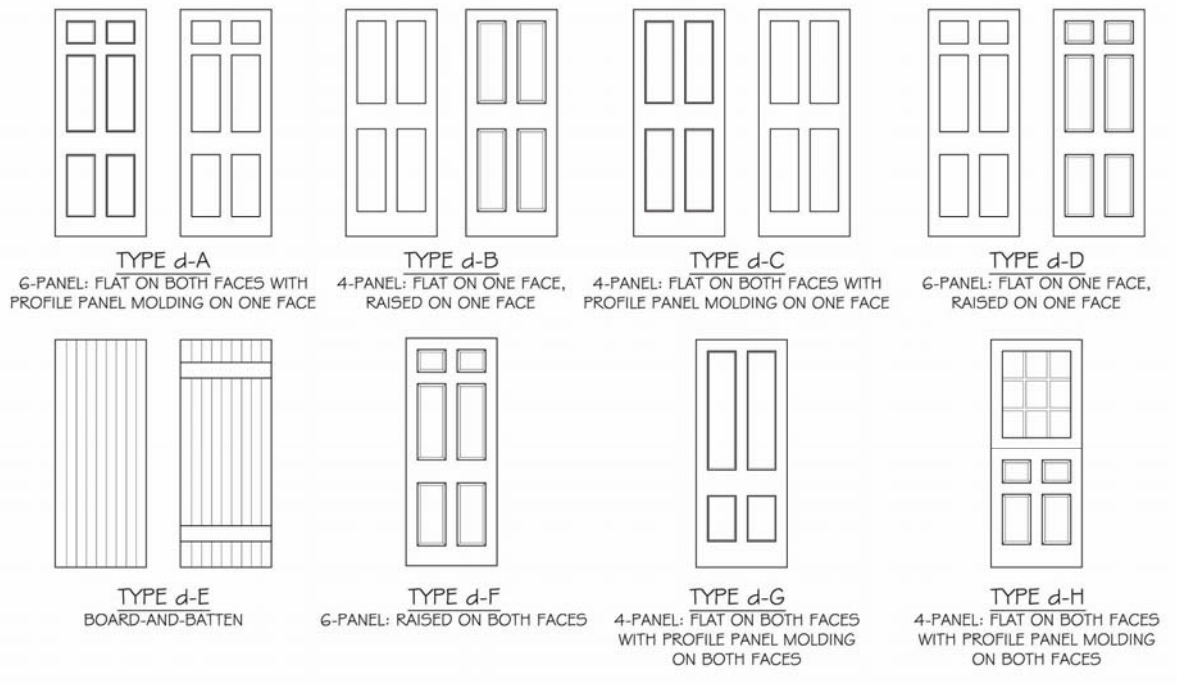 TYPE d-A
6-PANEL: FLAT ON BOTH FACES WITH
PROFILE PANEL MOLDING ON ONE FACE
TYPE d-B
4-PANEL: FLAT ON ONE FACE,
RAISED ON ONE FACE
TYPE d-C
4-PANEL: FLAT ON BOTH FACES WITH
PROFILE PANEL MOLDING ON ONE FACE
TYPE d-D
6-PANEL: FLAT ON ONE FACE,
RAISED ON ONE FACE
TYPE d-E
BOARD-AND-BATTEN
TYPE d-F
6-PANEL: RAISED ON BOTH FACES
TYPE d-G
4-PANEL: FLAT ON BOTH FACES
WITH PROFILE PANEL MOLDING
ON BOTH FACES
TYPE d-H
4-PANEL: FLAT ON BOTH FACES
WITH PROFILE PANEL MOLDING
ON BOTH FACES